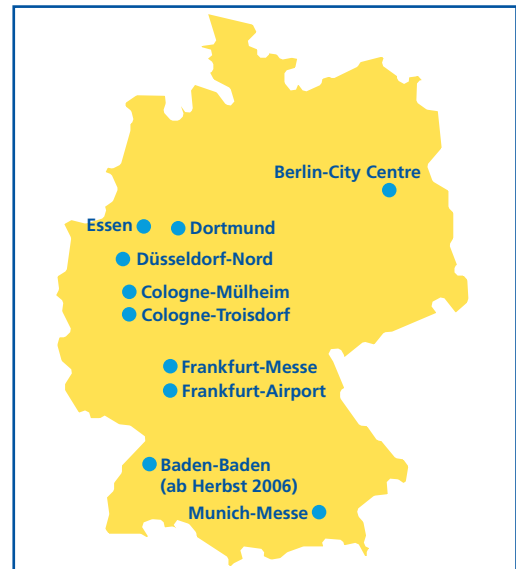 Berlin-City Centre
Essen
Dortmund
Düsseldorf-Nord
Cologne-Mülheim
Cologne-Troisdorf
Frankfurt-Messe
Frankfurt-Airport
Baden-Baden
(ab Herbst 2006)
Munich-Messe